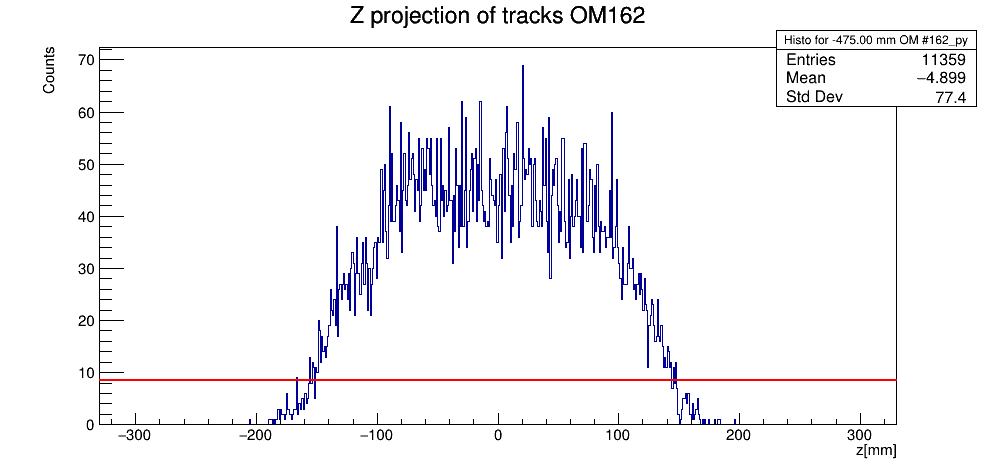 Z projection of tracks OM162
Histo for -475.00 mm OM #162_py
Entries 11359
Mean −4.899
Std Dev 77.4
Counts
70
60
50
40
30
20
10
0
−300 −200 −100 0 100 200 300
z[mm]